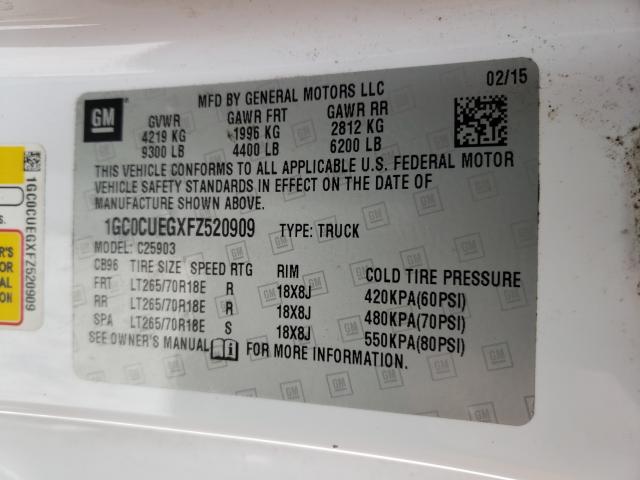 02/15
MFD BY GENERAL MOTORS LLC
GM
GVWR GAWR FRT GAWR RR
4219 KG 1996 KG 2812 KG
9300 LB 4400 LB 6200 LB
THIS VEHICLE CONFORMS TO ALL APPLICABLE U.S. FEDERAL MOTOR
VEHICLE SAFETY STANDARDS IN EFFECT ON THE DATE OF
MANUFACTURE SHOWN ABOVE.
1GC0CUEGXFZ520909 TYPE: TRUCK
MODEL: C25903
CB96 TIRE SIZE SPEED RTG RIM COLD TIRE PRESSURE
FRT LT265/70R18E R 18X8J 420KPA(60PSI)
RR LT265/70R18E R 18X8J 480KPA(70PSI)
SPA LT265/70R18E S 18X8J 550KPA(80PSI)
SEE OWNER'S MANUAL FOR MORE INFORMATION.
1GC0CUEGXFZ520909